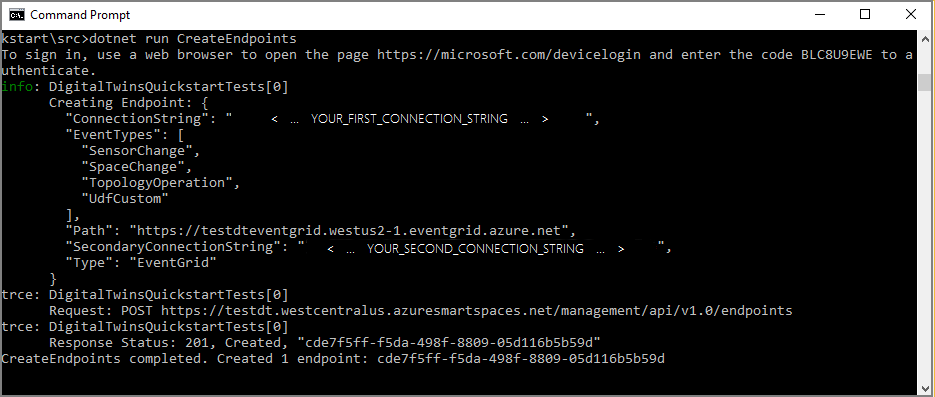 Command Prompt
kstart\src>dotnet run CreateEndpoints
To sign in, use a web browser to open the page https://microsoft.com/devicelogin and enter the code BLC8U9EWE to a
uthenticate.
info: DigitalTwinsQuickstartTests[0]
      Creating Endpoint: {
        "ConnectionString": "     < ... YOUR_FIRST_CONNECTION_STRING ... >     ",
        "EventTypes": [
          "SensorChange",
          "SpaceChange",
          "TopologyOperation",
          "UdfCustom"
        ],
        "Path": "https://testdteventgrid.westus2-1.eventgrid.azure.net",
        "SecondaryConnectionString": "   < ... YOUR_SECOND_CONNECTION_STRING ... >    ",
        "Type": "EventGrid"
      }
trce: DigitalTwinsQuickstartTests[0]
      Request: POST https://testdt.westcentralus.azuresmartspaces.net/management/api/v1.0/endpoints
trce: DigitalTwinsQuickstartTests[0]
      Response Status: 201, Created, "cde7f5ff-f5da-498f-8809-05d116b5b59d"
CreateEndpoints completed. Created 1 endpoint: cde7f5ff-f5da-498f-8809-05d116b5b59d